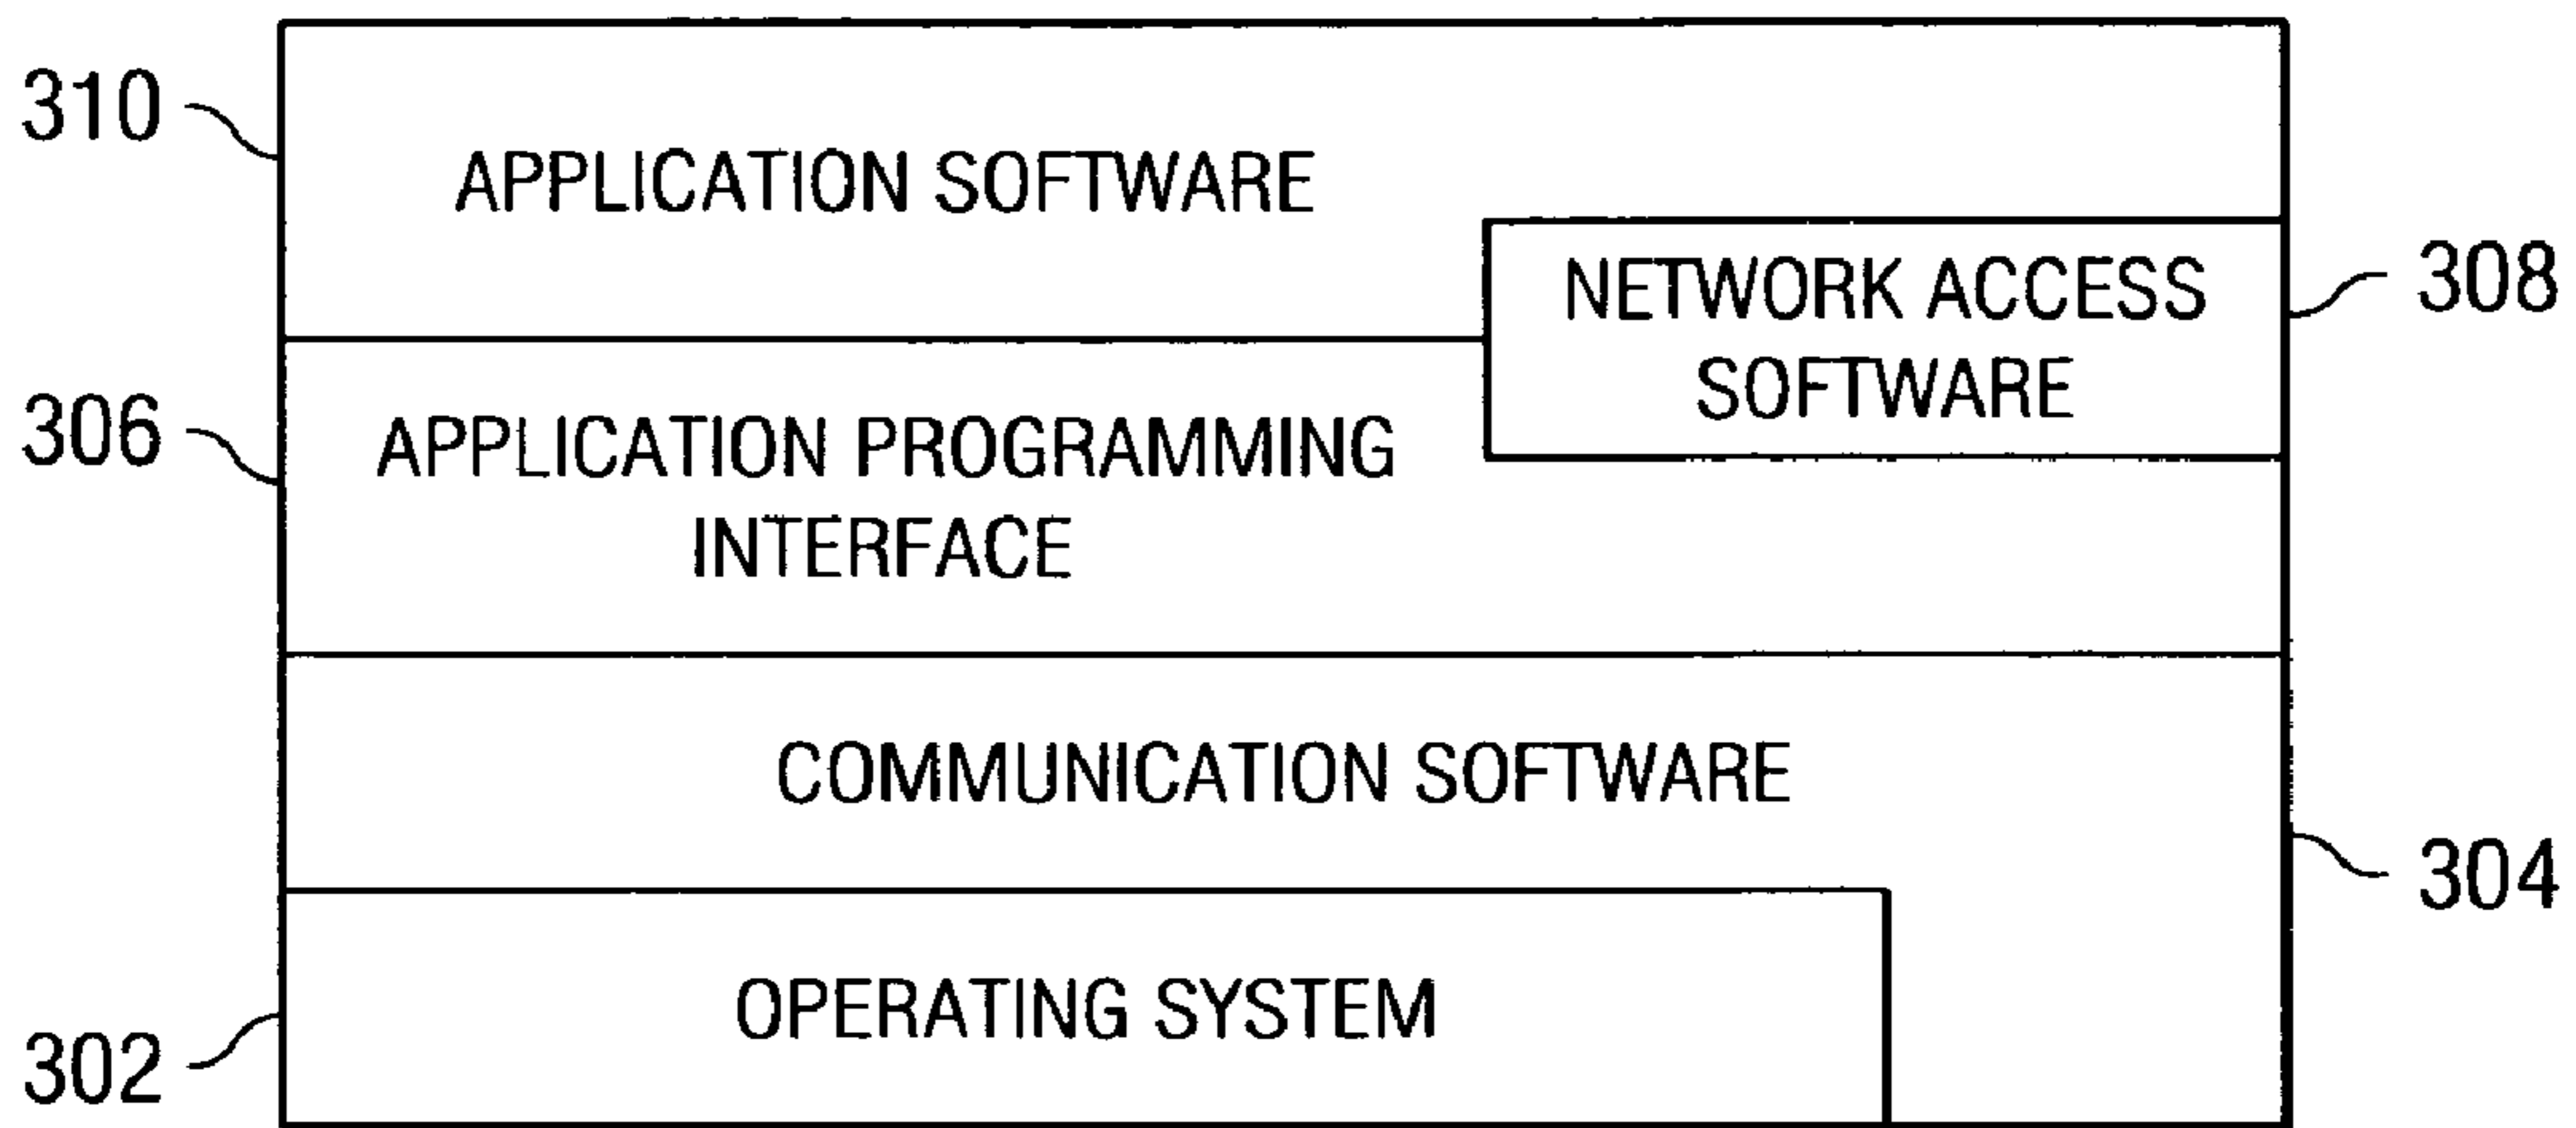 310
APPLICATION SOFTWARE
NETWORK ACCESS
SOFTWARE
308
306
APPLICATION PROGRAMMING
INTERFACE
COMMUNICATION SOFTWARE
304
OPERATING SYSTEM
302